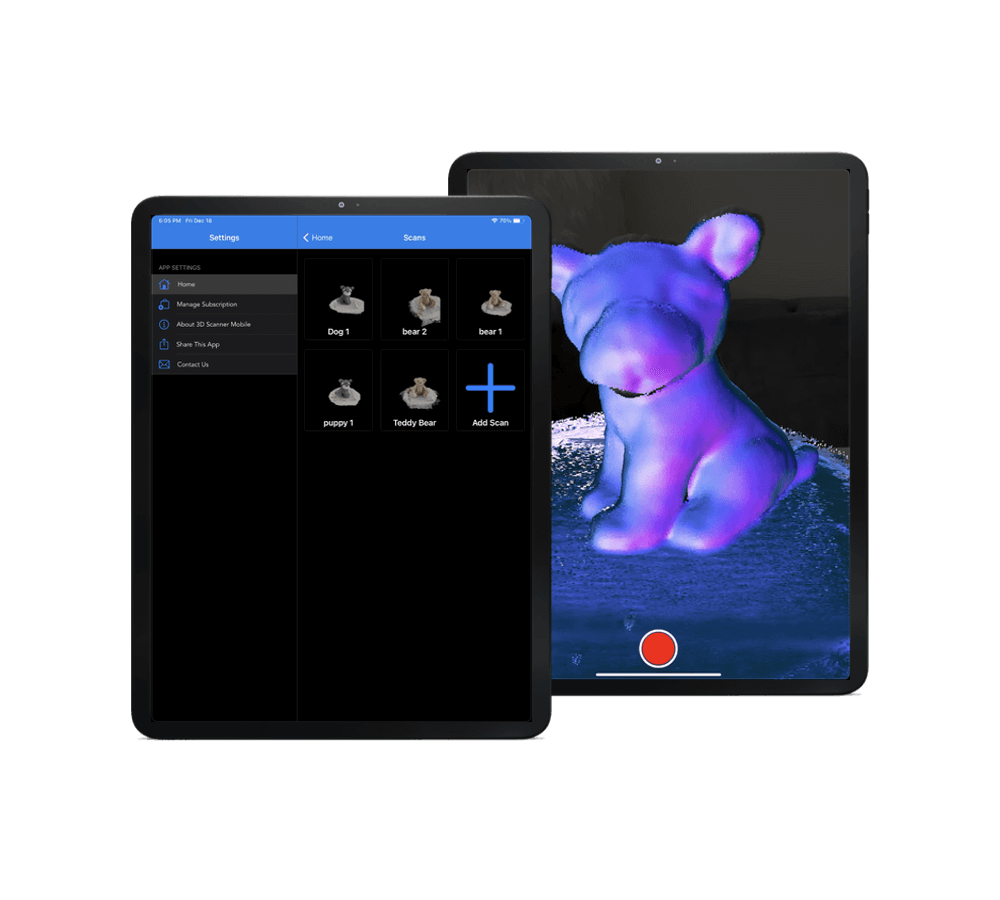 6:05 PM Fri Dec 18
70%
Settings
Home
Scans
APP SETTINGS
Home
Manage Subscription
About 3D Scanner Mobile
Share This App
Contact Us
Dog 1
bear 2
bear 1
puppy 1
Teddy Bear
Add Scan